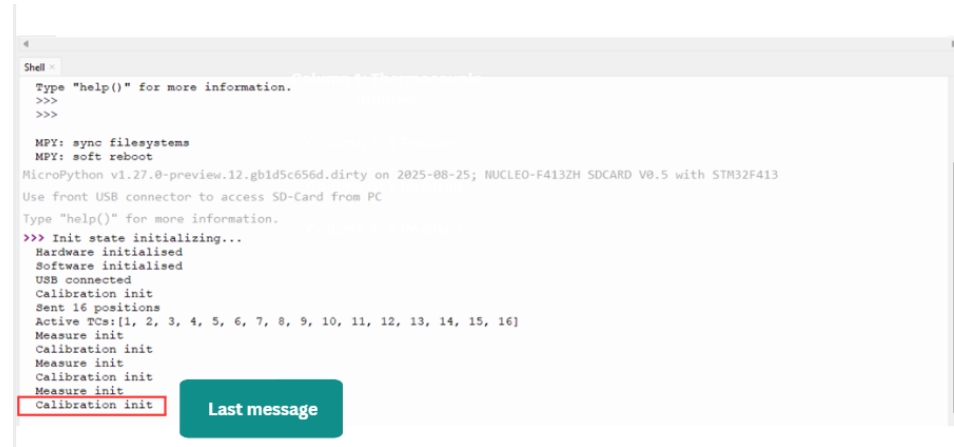 Shell ×
Type "help()" for more information.
>>>
>>>
MPY: sync filesystems
MPY: soft reboot
MicroPython v1.27.0-preview.12.gb1d5c656d.dirty on 2025-08-25; NUCLEO-F413ZH SDCARD V0.5 with STM32F413
Use front USB connector to access SD-Card from PC
Type "help()" for more information.
>>> Init state initializing...
Hardware initialised
Software initialised
USB connected
Calibration init
Sent 16 positions
Active TCs:[1, 2, 3, 4, 5, 6, 7, 8, 9, 10, 11, 12, 13, 14, 15, 16]
Measure init
Calibration init
Measure init
Calibration init
Measure init
Calibration init
Last message